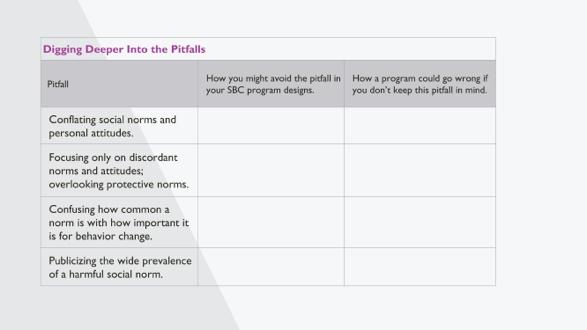 Digging Deeper Into the Pitfalls
Pitfall
How you might avoid the pitfall in
your SBC program designs.
How a program could go wrong if
you don't keep this pitfall in mind.
Conflating social norms and
personal attitudes.
Focusing only on discordant
norms and attitudes;
overlooking protective norms.
Confusing how common a
norm is with how important it
is for behavior change.
Publicizing the wide prevalence
of a harmful social norm.